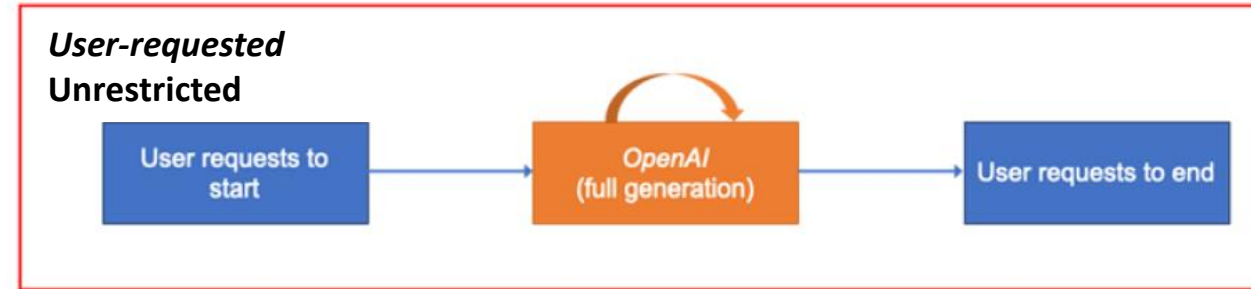 User-requested
Unrestricted
User requests to
start
OpenAI
(full generation)
User requests to end